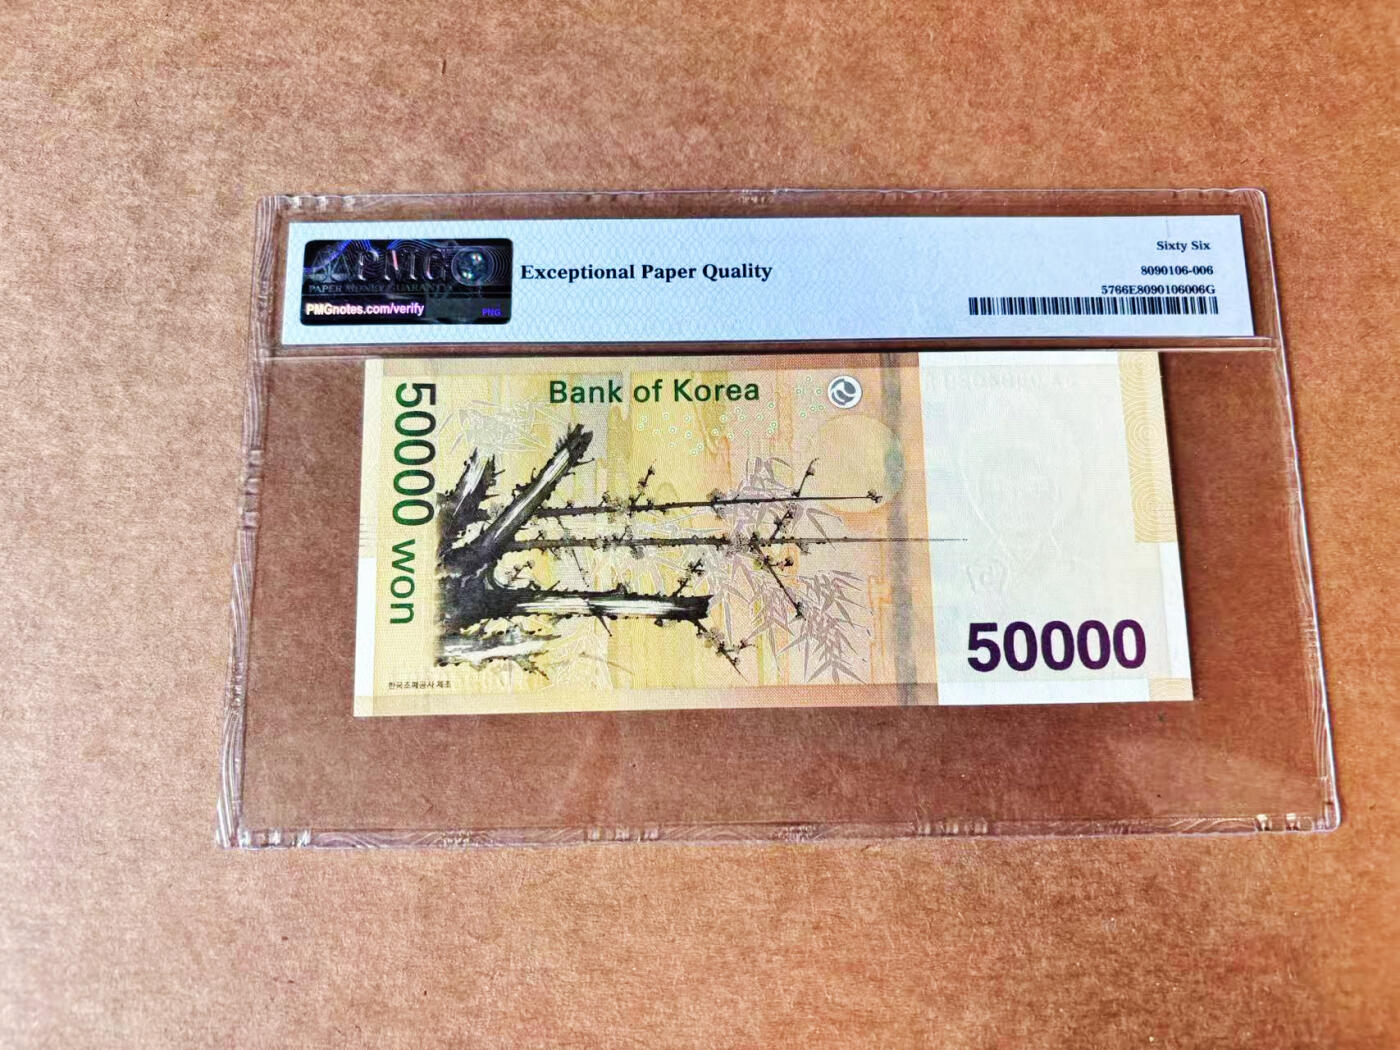 PMG
PAPER MONEY GUARANTY
PMGnotes.com/verify
PNG
Exceptional Paper Quality
Sixty Six
8090106-006
5766E8090106006G
Bank of Korea
50000 won
50000
한국조폐공사 제조